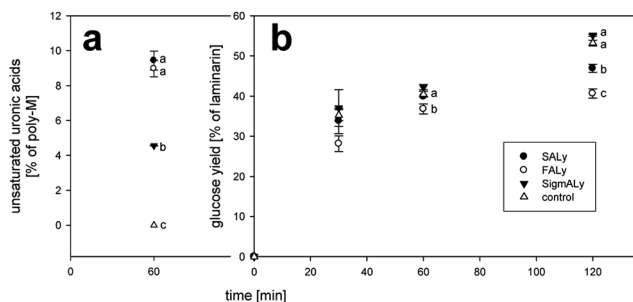 a
b
unsaturated uronic acids
[% of poly-M]
12
10
8
6
4
2
0
a
a
b
c
0
60
glucose yield [% of laminarin]
60
50
40
30
20
10
0
a
b
a
a
b
c
SALy
FALy
SigmALy
control
0
20
40
60
80
100
120
time [min]